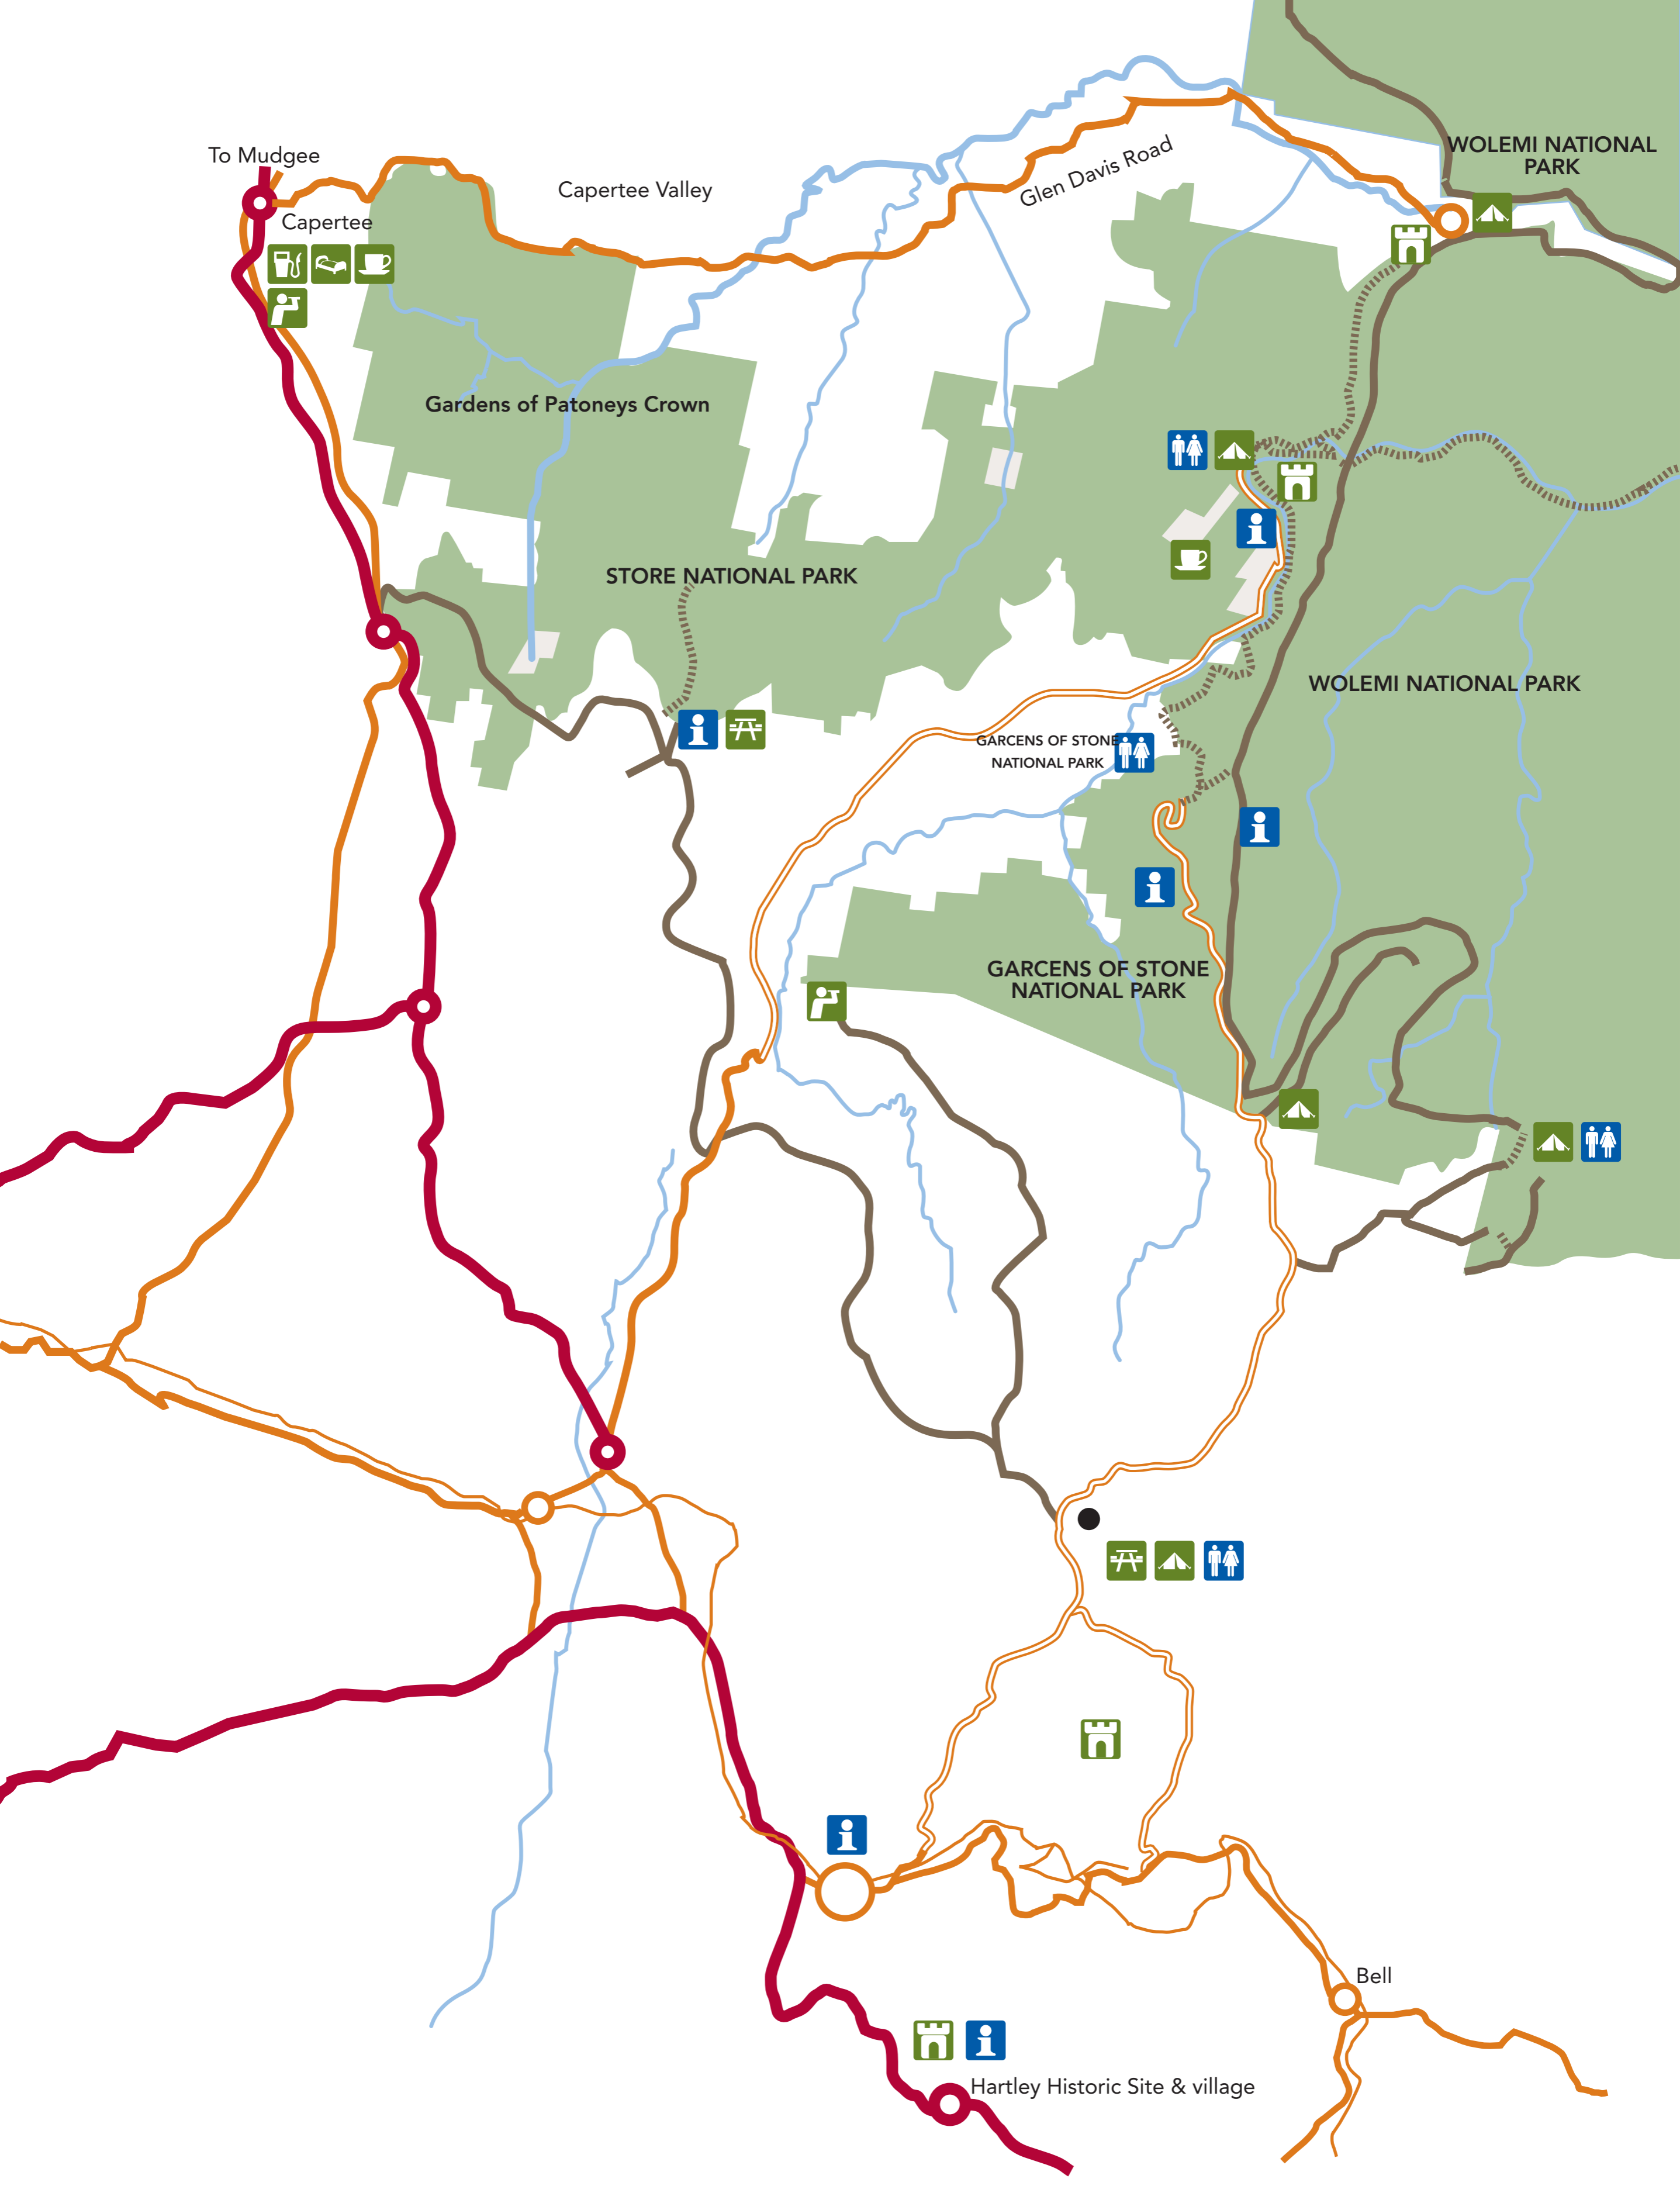 WOLEMI NATIONAL
PARK
To Mudgee
Capertee Valley
Glen Davis Road
Capertee
Gardens of Patoneys Crown
STORE NATIONAL PARK
WOLEMI NATIONAL PARK
GARCENS OF STONE
NATIONAL PARK
GARCENS OF STONE
NATIONAL PARK
Bell
Hartley Historic Site & village